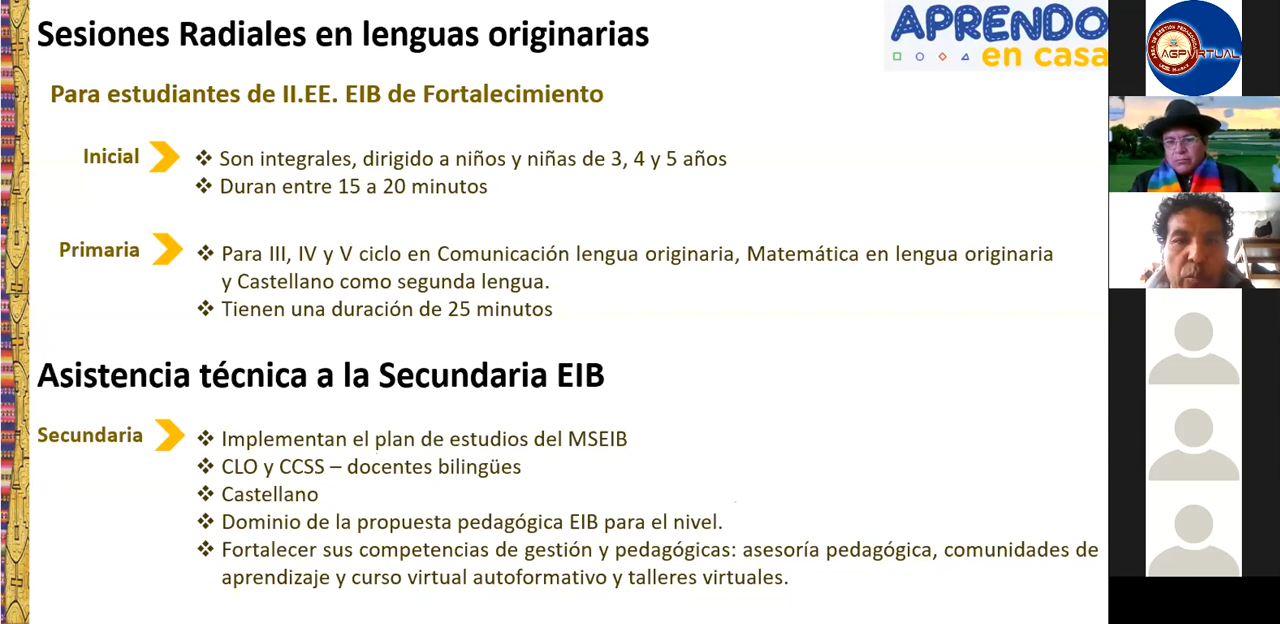 Sesiones Radiales en lenguas originarias
APRENDO
en casa
Para estudiantes de II.EE. EIB de Fortalecimiento
Inicial
❖ Son integrales, dirigido a niños y niñas de 3, 4 y 5 años
❖ Duran entre 15 a 20 minutos
Primaria
❖ Para III, IV y V ciclo en Comunicación lengua originaria, Matemática en lengua originaria
y Castellano como segunda lengua.
❖ Tienen una duración de 25 minutos
Asistencia técnica a la Secundaria EIB
Secundaria
❖ Implementan el plan de estudios del MSEIB
❖ CLO y CCSS – docentes bilingües
❖ Castellano
❖ Dominio de la propuesta pedagógica EIB para el nivel.
❖ Fortalecer sus competencias de gestión y pedagógicas: asesoría pedagógica, comunidades de
aprendizaje y curso virtual autoformativo y talleres virtuales.
AGPVIRTUAL